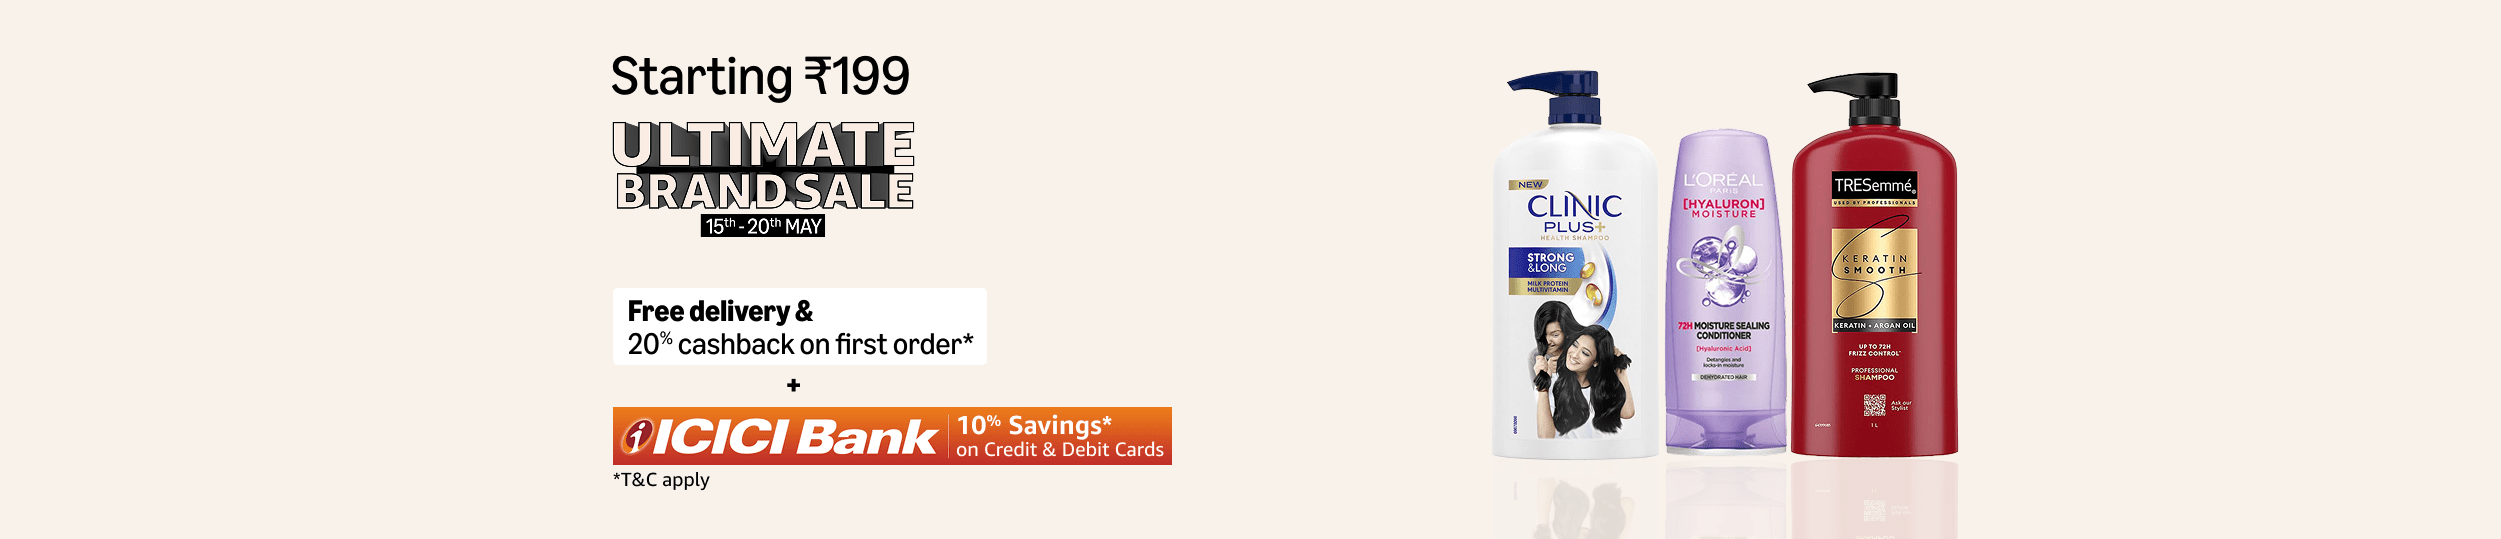 Starting ₹199
ULTIMATE
BRAND SALE
15th - 20th MAY
Free delivery &
20% cashback on first order*
+
ICICI Bank
10% Savings*
on Credit & Debit Cards
*T&C apply
NEW
CLINIC
PLUS+
HEALTH SHAMPOO
STRONG
&LONG
MILK PROTEIN
MULTIVITAMIN
L'ORÉAL
PARIS
[HYALURON]
MOISTURE
72H MOISTURE SEALING
CONDITIONER
[Hyaluronic Acid]
Detangles and
locks-in moisture
DEHYDRATED HAIR
TRESemmé
USED BY PROFESSIONALS
KERATIN
SMOOTH
KERATIN + ARGAN OIL
UP TO 72H
FRIZZ CONTROL*
PROFESSIONAL
SHAMPOO
Ask our
Stylist
1 L